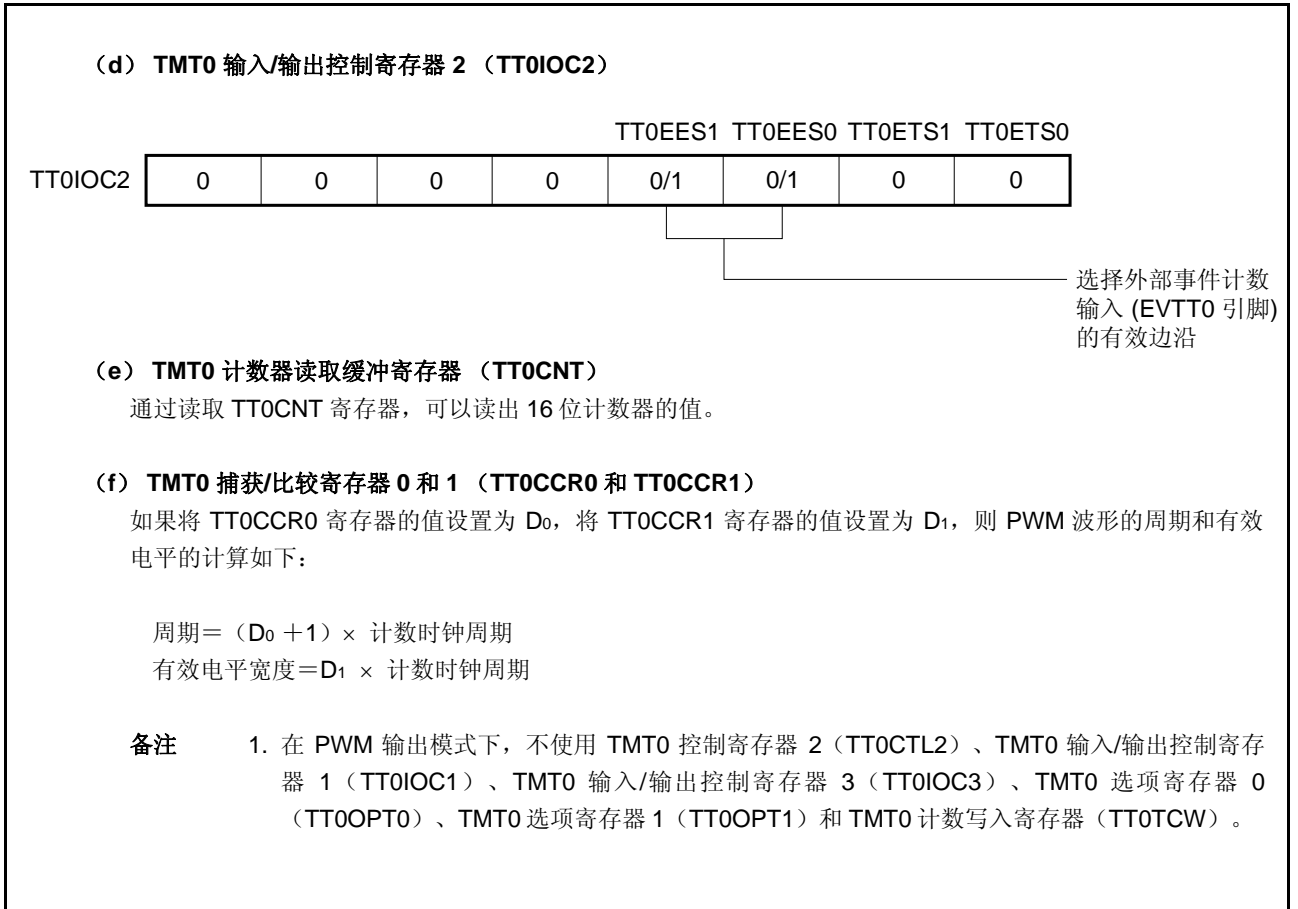 （d） TMT0 输入/输出控制寄存器 2 （TT0IOC2）
TT0EES1 TT0EES0 TT0ETS1 TT0ETS0
TT0IOC2 0 0 0 0 0/1 0/1 0 0
选择外部事件计数
输入 (EVTT0 引脚)
的有效边沿
（e） TMT0 计数器读取缓冲寄存器 （TT0CNT）
通过读取 TT0CNT 寄存器，可以读出 16 位计数器的值。
（f） TMT0 捕获/比较寄存器 0 和 1 （TT0CCR0 和 TT0CCR1）
如果将 TT0CCR0 寄存器的值设置为 D0，将 TT0CCR1 寄存器的值设置为 D1，则 PWM 波形的周期和有效
电平的计算如下：
周期＝（D0 ＋1）× 计数时钟周期
有效电平宽度＝D1 × 计数时钟周期
备注 1. 在 PWM 输出模式下，不使用 TMT0 控制寄存器 2（TT0CTL2）、TMT0 输入/输出控制寄存
器 1（TT0IOC1）、TMT0 输入/输出控制寄存器 3（TT0IOC3）、TMT0 选项寄存器 0
（TT0OPT0）、TMT0 选项寄存器 1（TT0OPT1）和 TMT0 计数写入寄存器（TT0TCW）。